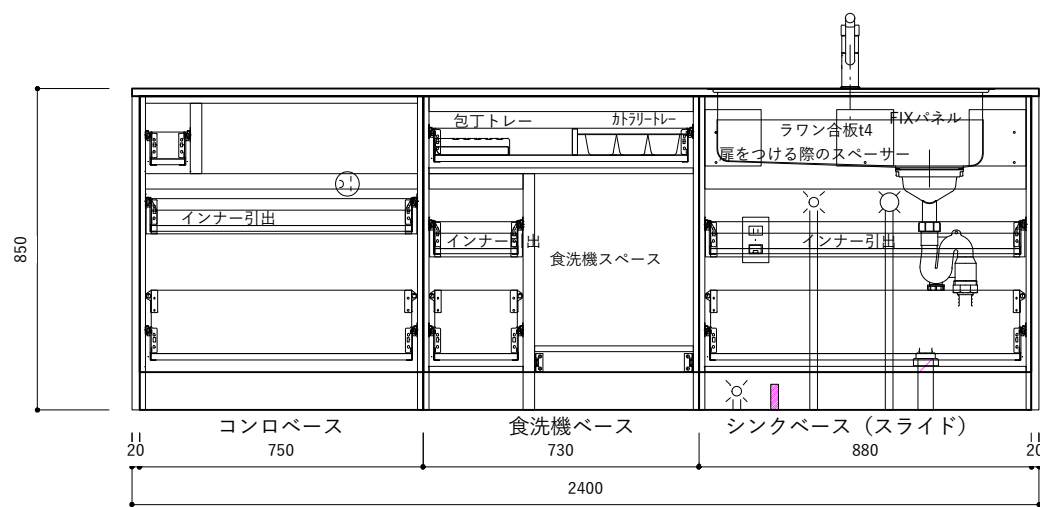 包丁トレー
カトラリートレー
FIXパネル
ラワン合板t4
扉をつける際のスペーサー
インナー引出
インナー引出
インナー引出
食洗機スペース
850
コンロベース
食洗機ベース
シンクベース（スライド）
20
750
730
880
20
2400